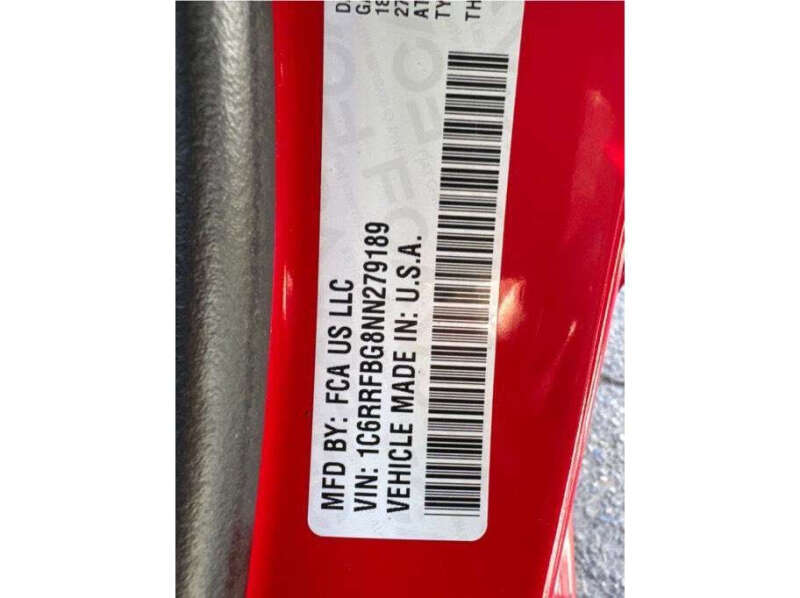 MFD BY: FCA US LLC
VIN: 1C6RRFBG8NN279189
VEHICLE MADE IN: U.S.A.